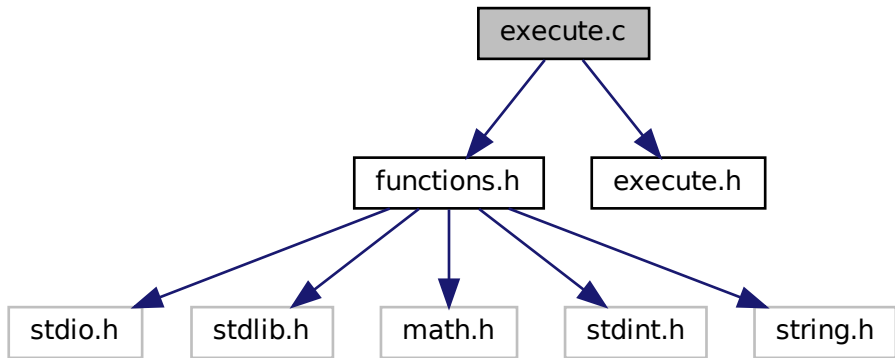 execute.c
functions.h
execute.h
stdio.h
stdlib.h
math.h
stdint.h
string.h